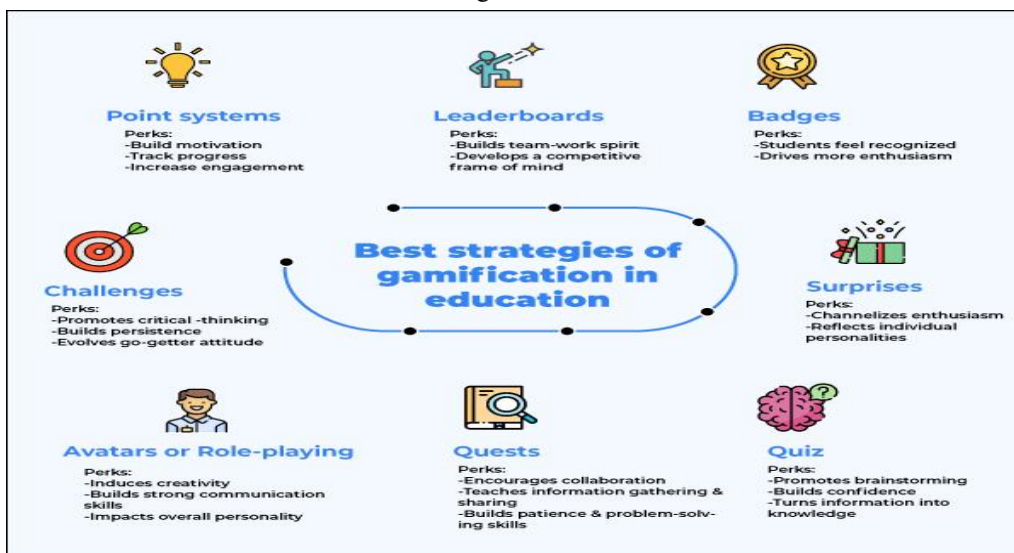 Point systems
Perks:
-Build motivation
-Track progress
-Increase engagement
Leaderboards
Perks:
-Builds team-work spirit
-Develops a competitive
frame of mind
Badges
Perks:
-Students feel recognized
-Drives more enthusiasm
Best strategies of
gamification in
education
Challenges
Perks:
-Promotes critical -thinking
-Builds persistence
-Evolves go-getter attitude
Surprises
Perks:
-Channelizes enthusiasm
-Reflects individual
personalities
Avatars or Role-playing
Perks:
-Induces creativity
-Builds strong communication
skills
-Impacts overall personality
Quests
Perks:
-Encourages collaboration
-Teaches information gathering &
sharing
-Builds patience & problem-solv-
ing skills
Quiz
Perks:
-Promotes brainstorming
-Builds confidence
-Turns information into
knowledge